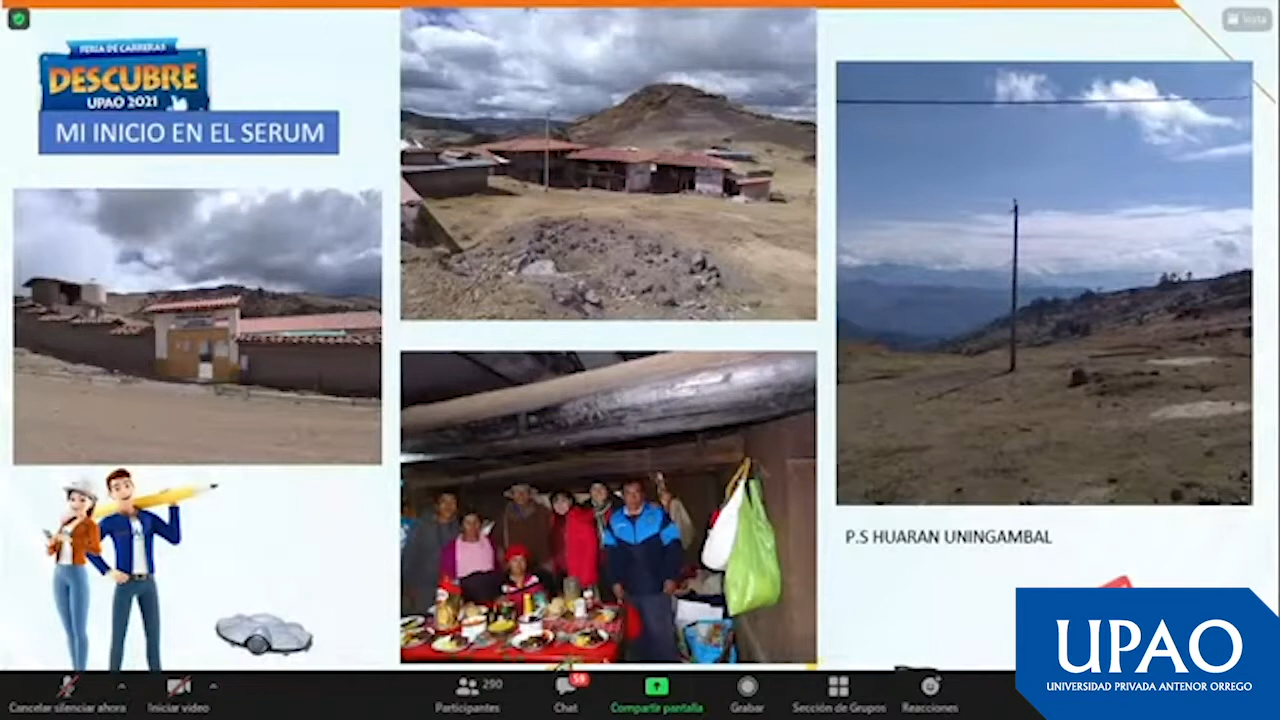 Vista
FERIA DE CARRERAS
DESCUBRE
UPAO 2021
MI INICIO EN EL SERUM
P.S HUARAN UNINGAMBAL
UPAO
UNIVERSIDAD PRIVADA ANTENOR ORREGO
Cancelar silenciar ahora
Iniciar video
290
Participantes
59
Chat
Compartir pantalla
Grabar
Sección de Grupos
Reacciones